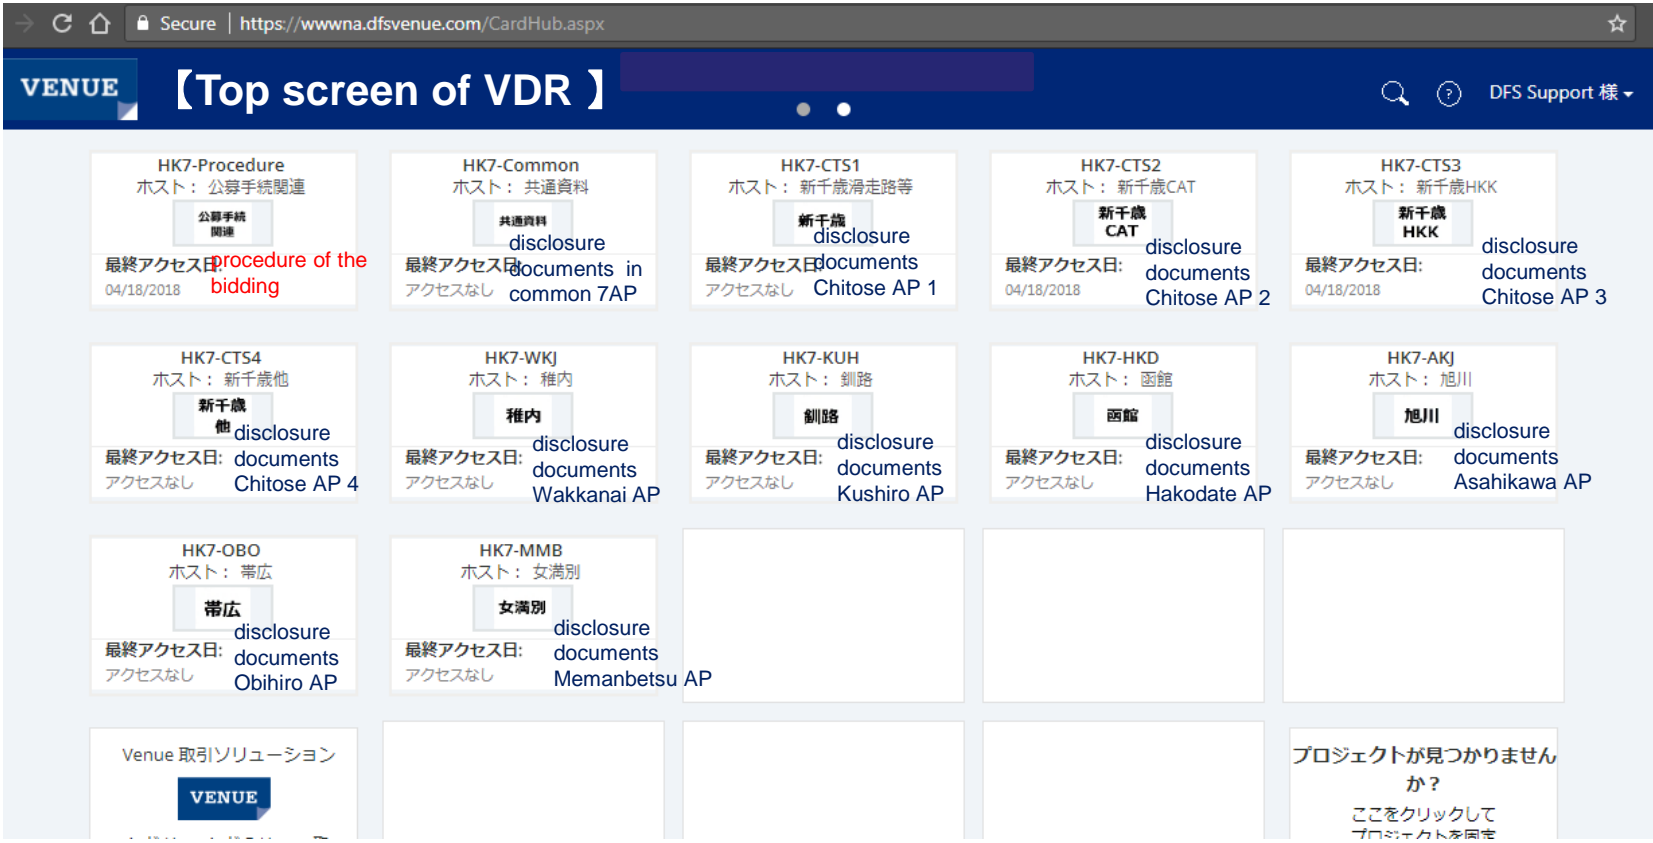 Secure | https://wwwna.dfsvenue.com/CardHub.aspx
VENUE
【Top screen of VDR 】
DFS Support 様
HK7-Procedure
ホスト： 公募手続関連
公募手続
関連
最終アクセス日:
04/18/2018
procedure of the
bidding
HK7-Common
ホスト： 共通資料
共通資料
最終アクセス日:
アクセスなし
disclosure
documents in
common 7AP
HK7-CTS1
ホスト： 新千歳滑走路等
新千歳
最終アクセス日:
アクセスなし
disclosure
documents
Chitose AP 1
HK7-CTS2
ホスト： 新千歳CAT
新千歳
CAT
最終アクセス日:
04/18/2018
disclosure
documents
Chitose AP 2
HK7-CTS3
ホスト： 新千歳HKK
新千歳
HKK
最終アクセス日:
04/18/2018
disclosure
documents
Chitose AP 3
HK7-CTS4
ホスト： 新千歳他
新千歳
他
最終アクセス日:
アクセスなし
disclosure
documents
Chitose AP 4
HK7-WKJ
ホスト： 稚内
稚内
最終アクセス日:
アクセスなし
disclosure
documents
Wakkanai AP
HK7-KUH
ホスト： 釧路
釧路
最終アクセス日:
アクセスなし
disclosure
documents
Kushiro AP
HK7-HKD
ホスト： 函館
函館
最終アクセス日:
アクセスなし
disclosure
documents
Hakodate AP
HK7-AKJ
ホスト： 旭川
旭川
最終アクセス日:
アクセスなし
disclosure
documents
Asahikawa AP
HK7-OBO
ホスト： 帯広
帯広
最終アクセス日:
アクセスなし
disclosure
documents
Obihiro AP
HK7-MMB
ホスト： 女満別
女満別
最終アクセス日:
アクセスなし
disclosure
documents
Memanbetsu AP
Venue 取引ソリューション
VENUE
プロジェクトが見つかりません
か？
ここをクリックして
プロジェクトを固定